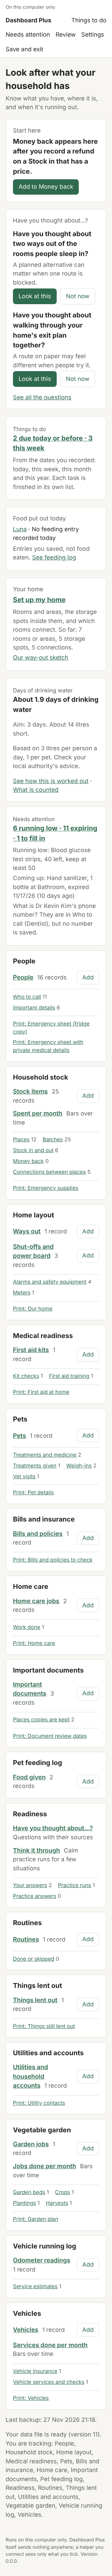 On this computer only
Dashboard Plus Things to do
Needs attention Review Settings
Save and exit
Look after what your
household has
Know what you have, where it is,
and when it's running out.
Start here
Money back appears here
after you record a refund
on a Stock in that has a
price.
Add to Money back
Have you thought about...?
Have you thought about
two ways out of the
rooms people sleep in?
A planned alternative can
matter when one route is
blocked.
Look at this Not now
Have you thought about
walking through your
home's exit plan
together?
A route on paper may feel
different when people try it.
Look at this Not now
See all the questions
Things to do
2 due today or before · 3
this week
From the dates you recorded:
today, this week, this month
and this year. Each task is
finished in its own list.
Food put out today
Luna · No feeding entry
recorded today
Entries you saved, not food
eaten. See feeding log
Your home
Set up my home
Rooms and areas, the storage
spots inside them, and which
rooms connect. So far: 7
rooms or areas, 5 storage
spots, 5 connections.
Our way-out sketch
Days of drinking water
About 1.9 days of drinking
water
Aim: 3 days. About 14 litres
short.
Based on 3 litres per person a
day, 1 per pet. Check your
local authority's advice.
See how this is worked out ·
What is counted
Needs attention
6 running low · 11 expiring
· 1 to fill in
Running low: Blood glucose
test strips, 40 left, keep at
least 50
Coming up: Hand sanitizer, 1
bottle at Bathroom, expired
11/17/26 (10 days ago)
What is Dr Kevin Kim's phone
number? They are in Who to
call (Dentist), but no number
is saved.
People
People 16 records Add
Who to call 11
Important details 6
Print: Emergency sheet (fridge
copy)
Print: Emergency sheet with
private medical details
Household stock
Stock items 25
records Add
Spent per month Bars over
time
Places 12 Batches 25
Stock in and out 6
Money back 0
Connections between places 5
Print: Emergency supplies
Home layout
Ways out 1 record Add
Shut-offs and
power board 3
records Add
Alarms and safety equipment 4
Meters 1
Print: Our home
Medical readiness
First aid kits 1
record Add
Kit checks 1 First aid training 1
Print: First aid at home
Pets
Pets 1 record Add
Treatments and medicine 2
Treatments given 1 Weigh-ins 2
Vet visits 1
Print: Pet details
Bills and insurance
Bills and policies 1
record Add
Print: Bills and policies to check
Home care
Home care jobs 2
records Add
Work done 1
Print: Home care
Important documents
Important
documents 3
records Add
Places copies are kept 2
Print: Document review dates
Pet feeding log
Food given 2
records Add
Readiness
Have you thought about...?
Questions with their sources
Think it through Calm
practice runs for a few
situations
Your answers 2 Practice runs 1
Practice answers 0
Routines
Routines 1 record Add
Done or skipped 0
Things lent out
Things lent out 1
record Add
Print: Things still lent out
Utilities and accounts
Utilities and
household
accounts 1 record Add
Print: Utility contacts
Vegetable garden
Garden jobs 1
record Add
Jobs done per month Bars
over time
Garden beds 1 Crops 1
Plantings 1 Harvests 1
Print: Garden plan
Vehicle running log
Odometer readings
1 record Add
Service estimates 1
Vehicles
Vehicles 1 record Add
Services done per month
Bars over time
Vehicle insurance 1
Vehicle services and checks 1
Print: Vehicles
Last backup: 27 Nov 2026 21:18.
Your data file is ready (version 11).
You are tracking: People,
Household stock, Home layout,
Medical readiness, Pets, Bills and
insurance, Home care, Important
documents, Pet feeding log,
Readiness, Routines, Things lent
out, Utilities and accounts,
Vegetable garden, Vehicle running
log, Vehicles.
Runs on this computer only. Dashboard Plus
itself sends nothing anywhere; a helper you
connect sees only what you tick. Version
0.0.0.